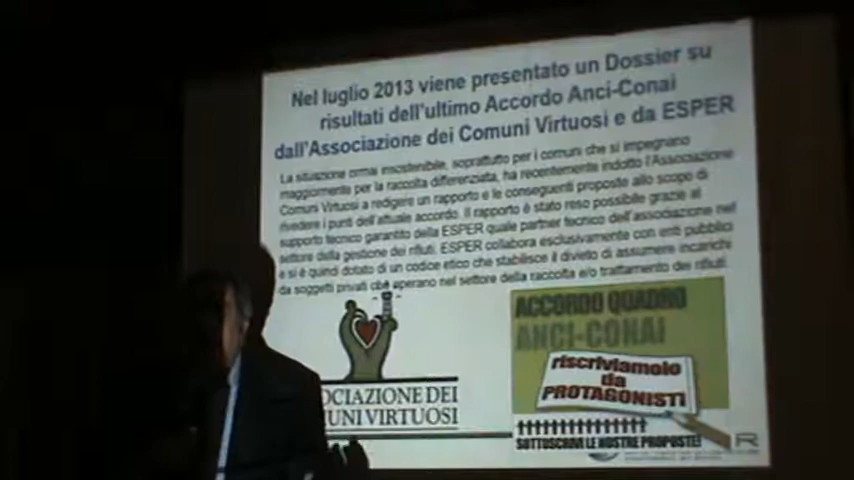 Nel luglio 2013 viene presentato un Dossier su
risultati dell'ultimo Accordo Anci-Conai
dall'Associazione dei Comuni Virtuosi e da ESPER
La situazione ormai insostenibile, soprattutto per i comuni che si impegnano
maggiormente per la raccolta differenziata, ha recentemente indotto l'Associazione
Comuni Virtuosi a redigere un rapporto e le conseguenti proposte allo scopo di
rivedere i punti dell'attuale accordo. Il rapporto è stato reso possibile grazie al
supporto tecnico garantito della ESPER quale partner tecnico dell'associazione nel
settore della gestione dei rifiuti. ESPER collabora esclusivamente con enti pubblici
e si è quindi dotato di un codice etico che stabilisce il divieto di assumere incarichi
da soggetti privati che operano nel settore della raccolta e/o trattamento dei rifiuti.
ACCORDO QUADRO
ANCI-CONAI
riscriviamolo
da
PROTAGONISTI
OCIAZIONE DEI
UNI VIRTUOSI
SOTTOSCRIVI LE NOSTRE PROPOSTE!